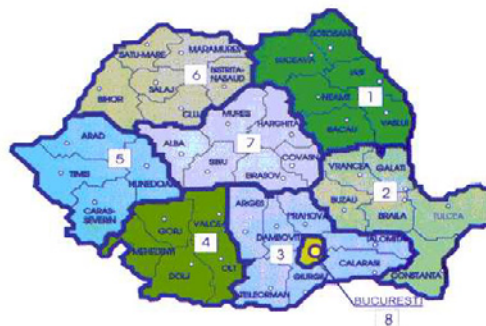 BOTOSANI
SUCEAVA
IASI
NEAMT
1
BACAU
VASLUI
SATU-MARE
MARAMURES
6
BISTRITA-
NASAUD
SALAJ
BIHOR
CLUJ
MURES
HARGHITA
7
ALBA
SIBIU
COVASNA
BRASOV
ARAD
5
TIMIS
HUNEDOARA
CARAS-
SEVERIN
VRANCEA
GALATI
2
BUZAU
BRAILA
TULCEA
CONSTANTA
GORJ
VALCEA
MEHEDINTI
4
DOLJ
OLT
ARGES
PRAHOVA
DAMBOVITA
3
IALOMITA
CALARASI
GIURGIU
TELEORMAN
BUCURESTI
8